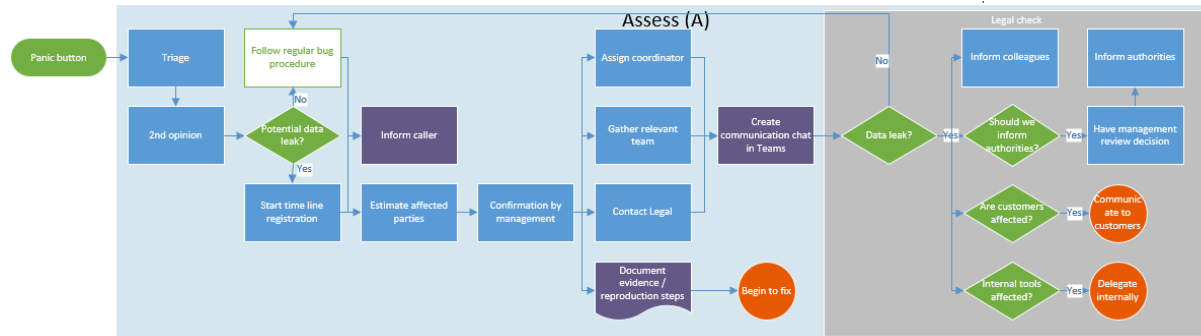 Assess (A)
Legal check
Panic button
Triage
Follow regular bug
procedure
Assign coordinator
No
Inform colleagues
Inform authorities
No
2nd opinion
Potential data
leak?
Inform caller
Gather relevant
team
Create
communication chat
in Teams
Data leak?
Yes
Should we
inform
authorities?
Yes
Have management
review decision
Yes
Start time line
registration
Estimate affected
parties
Confirmation by
management
Contact Legal
Are customers
affected?
Yes
Communic
ate to
customers
Document
evidence /
reproduction steps
Begin to fix
Internal tools
affected?
Yes
Delegate
internally